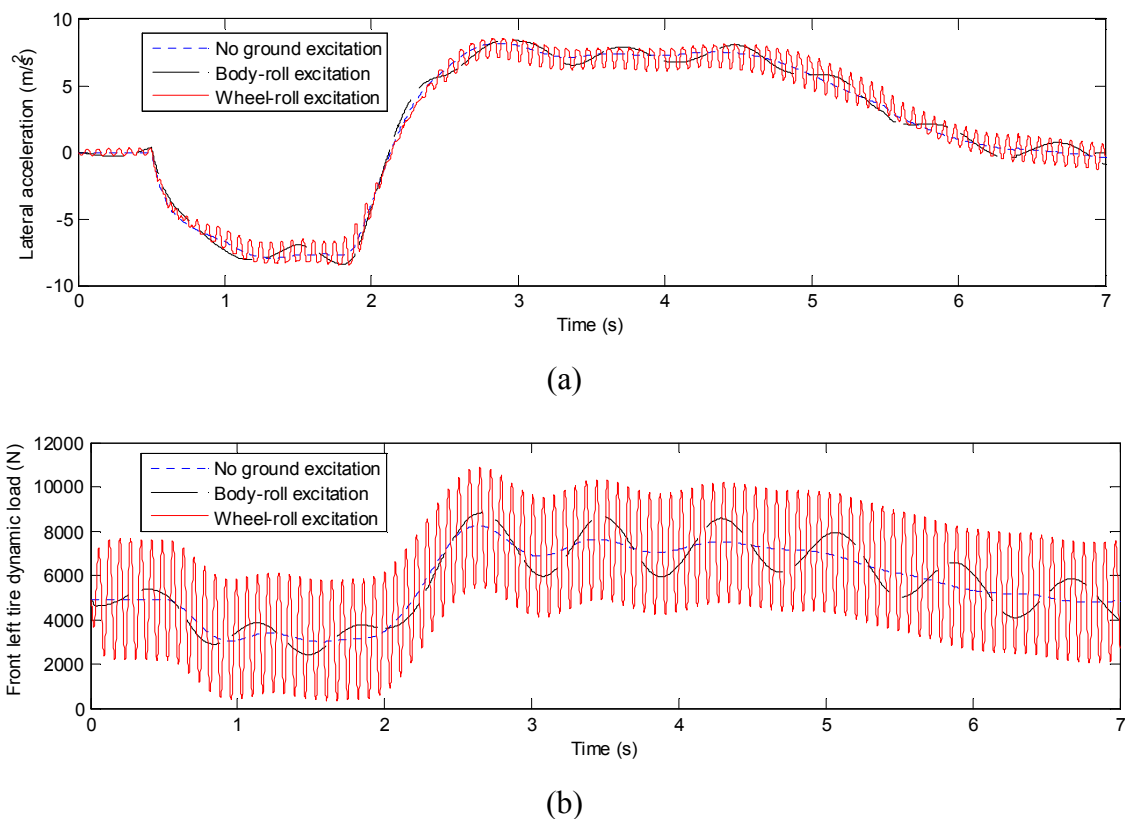 10
5
0
-5
-10
Lateral acceleration (m/s²)
No ground excitation
Body-roll excitation
Wheel-roll excitation
0 1 2 3 4 5 6 7
Time (s)
(a)
12000
10000
8000
6000
4000
2000
0
Front left tire dynamic load (N)
No ground excitation
Body-roll excitation
Wheel-roll excitation
0 1 2 3 4 5 6 7
Time (s)
(b)